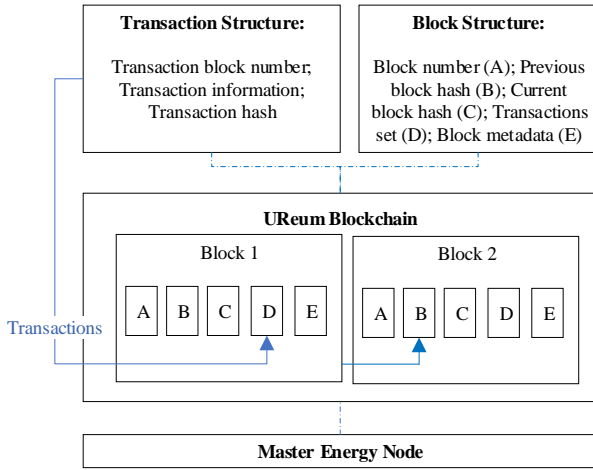 Transaction Structure:
Transaction block number;
Transaction information;
Transaction hash
Block Structure:
Block number (A); Previous
block hash (B); Current
block hash (C); Transactions
set (D); Block metadata (E)
UReum Blockchain
Block 1
A B C D E
Block 2
A B C D E
Transactions
Master Energy Node